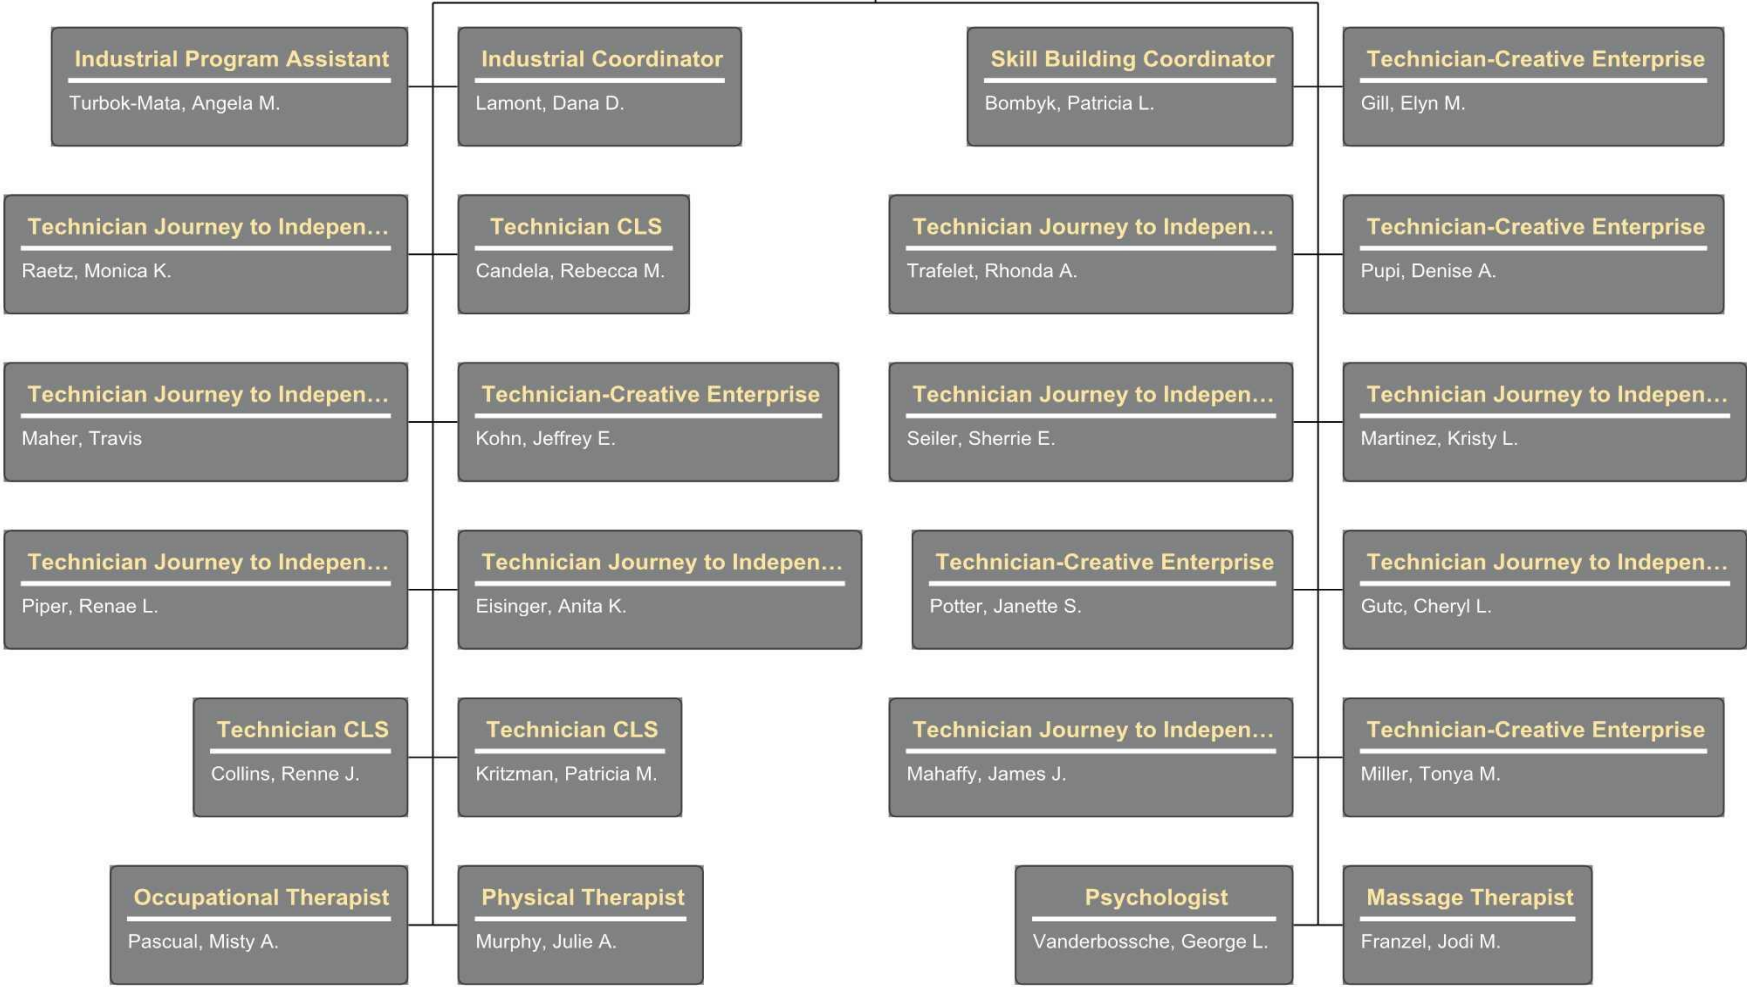 Industrial Program Assistant
Turbok-Mata, Angela M.
Industrial Coordinator
Lamont, Dana D.
Skill Building Coordinator
Bombyk, Patricia L.
Technician-Creative Enterprise
Gill, Elyn M.
Technician Journey to Indepen...
Raetz, Monica K.
Technician CLS
Candela, Rebecca M.
Technician Journey to Indepen...
Trafelet, Rhonda A.
Technician-Creative Enterprise
Pupi, Denise A.
Technician Journey to Indepen...
Maher, Travis
Technician-Creative Enterprise
Kohn, Jeffrey E.
Technician Journey to Indepen...
Seiler, Sherrie E.
Technician Journey to Indepen...
Martinez, Kristy L.
Technician Journey to Indepen...
Piper, Renae L.
Technician Journey to Indepen...
Eisinger, Anita K.
Technician-Creative Enterprise
Potter, Janette S.
Technician Journey to Indepen...
Gutc, Cheryl L.
Technician CLS
Collins, Renne J.
Technician CLS
Kritzman, Patricia M.
Technician Journey to Indepen...
Mahaffy, James J.
Technician-Creative Enterprise
Miller, Tonya M.
Occupational Therapist
Pascual, Misty A.
Physical Therapist
Murphy, Julie A.
Psychologist
Vanderbossche, George L.
Massage Therapist
Franzel, Jodi M.